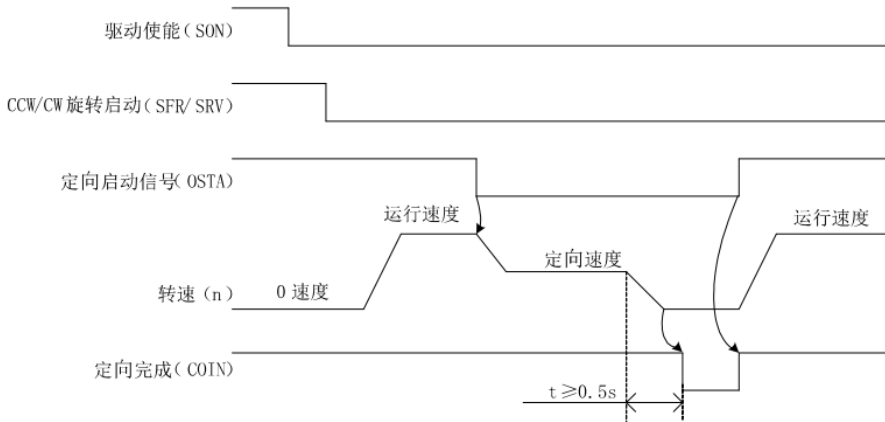 驱动使能(SON)
CCW/CW旋转启动(SFR/SRV)
定向启动信号(OSTA)
运行速度
运行速度
定向速度
转速(n)
0速度
定向完成(COIN)
t≥0.5s